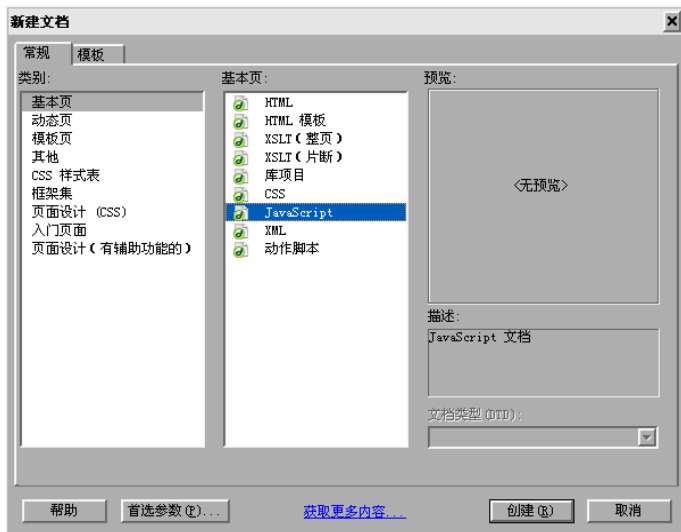 新建文档
常规 模板
类别:
基本页
动态页
模板页
其他
CSS 样式表
框架集
页面设计 (CSS)
入门页面
页面设计(有辅助功能的)
基本页:
HTML
HTML 模板
XSLT(整页)
XSLT(片断)
库项目
CSS
JavaScript
XML
动作脚本
预览:
<无预览>
描述:
JavaScript 文档
文档类型(DTD):
帮助 首选参数(P)... 获取更多内容... 创建(R) 取消